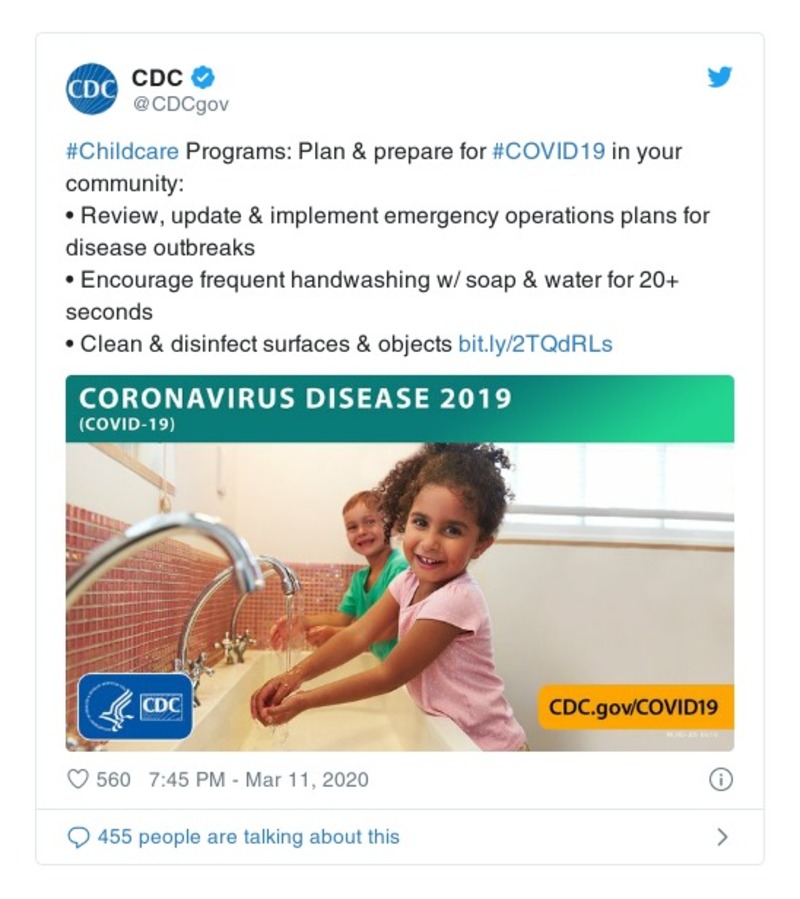 CDC
CDC
@CDCgov
#Childcare Programs: Plan & prepare for #COVID19 in your
community:
• Review, update & implement emergency operations plans for
disease outbreaks
• Encourage frequent handwashing w/ soap & water for 20+
seconds
• Clean & disinfect surfaces & objects bit.ly/2TQdRLs
CORONAVIRUS DISEASE 2019
(COVID-19)
CDC
CDC.gov/COVID19
560 7:45 PM - Mar 11, 2020
455 people are talking about this